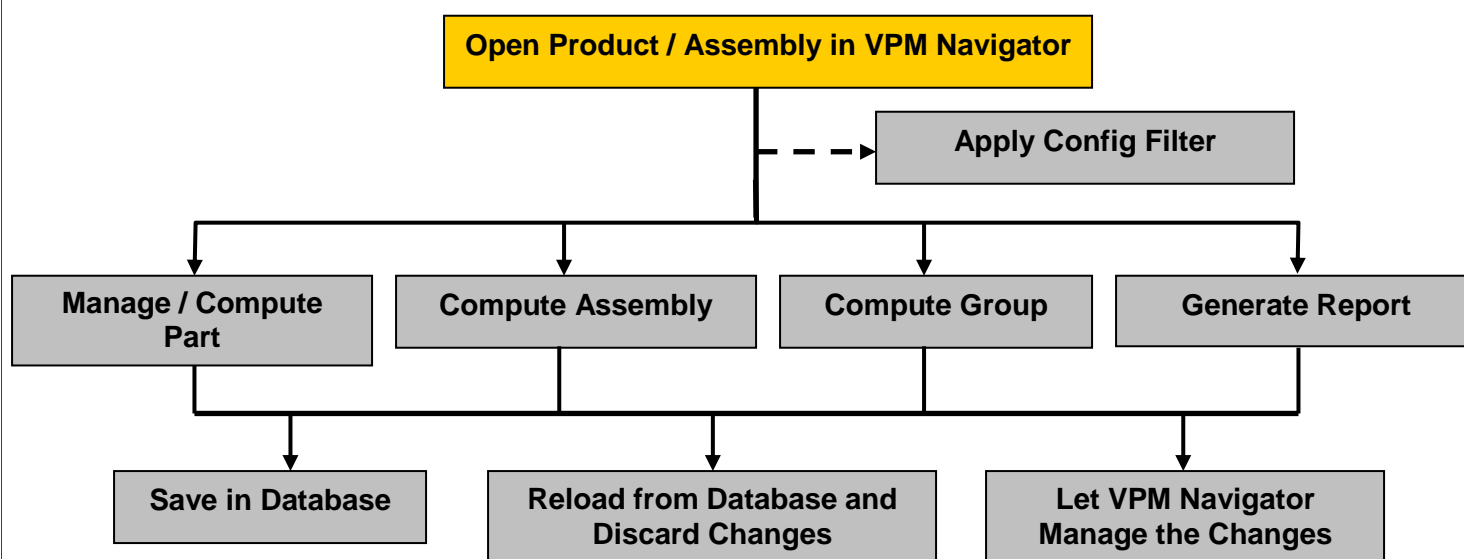 Open Product / Assembly in VPM Navigator
Apply Config Filter
Manage / Compute
Part
Compute Assembly
Compute Group
Generate Report
Save in Database
Reload from Database and
Discard Changes
Let VPM Navigator
Manage the Changes